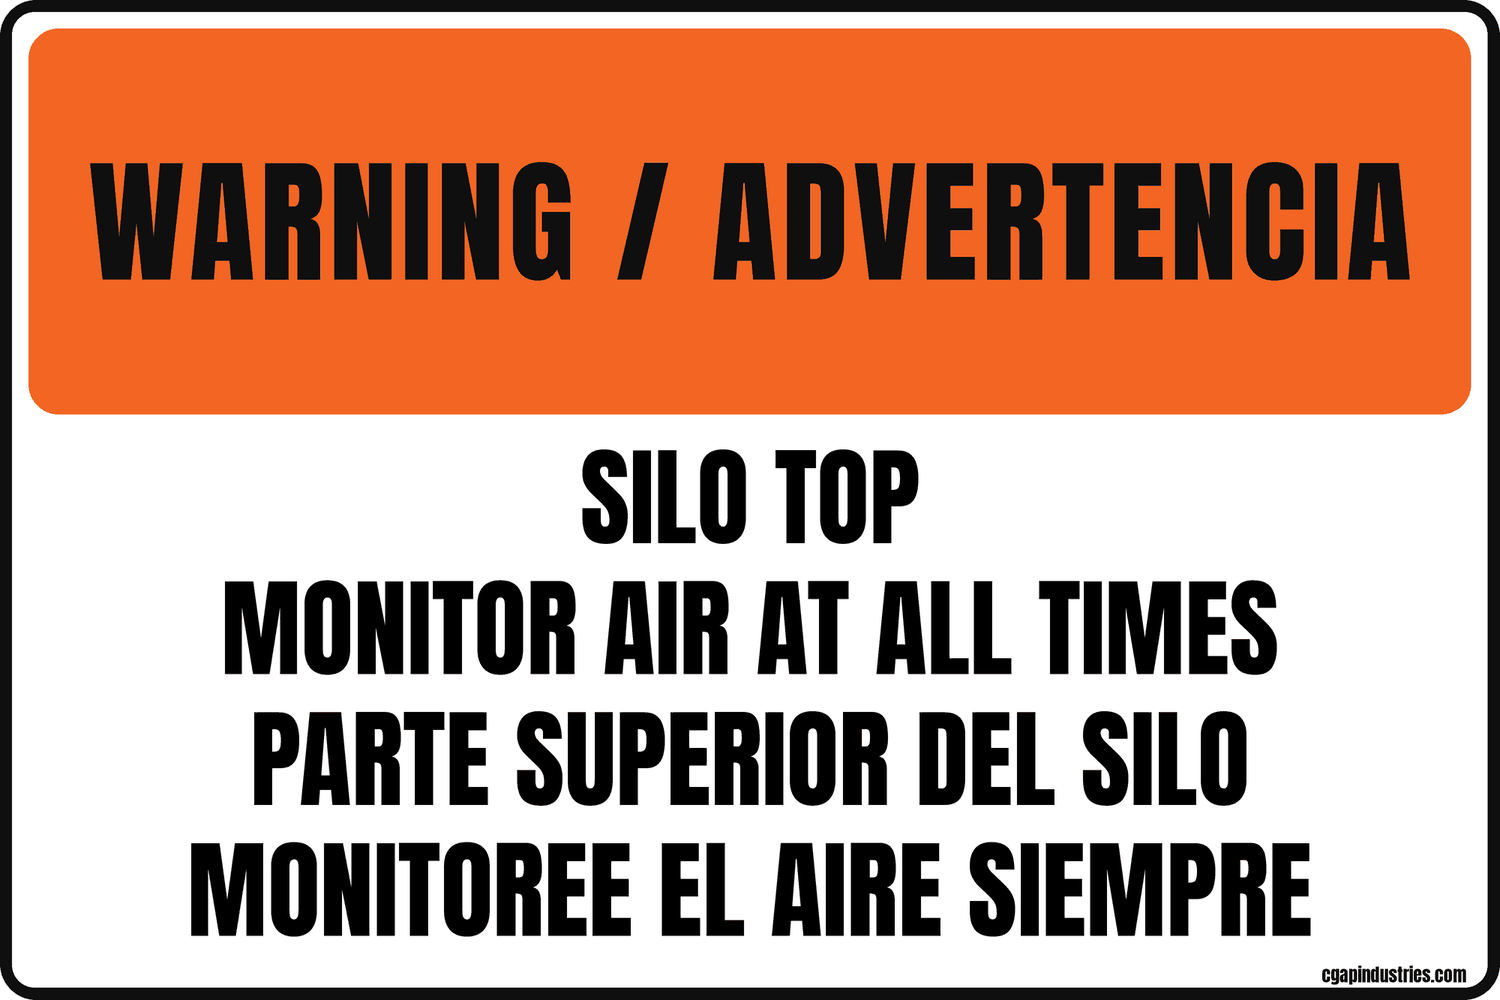 WARNING / ADVERTENCIA
SILO TOP
MONITOR AIR AT ALL TIMES
PARTE SUPERIOR DEL SILO
MONITOREE EL AIRE SIEMPRE
cgapindustries.com